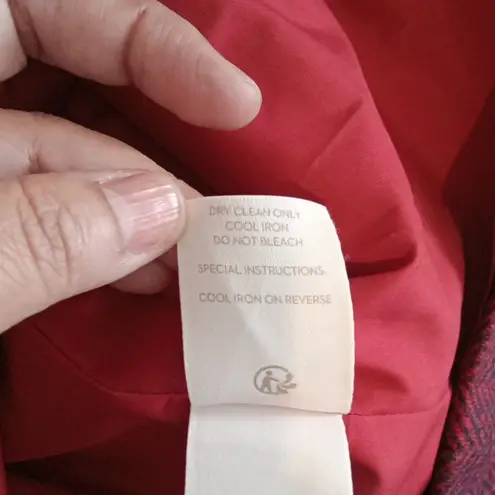 DRY CLEAN ONLY
COOL IRON
DO NOT BLEACH
SPECIAL INSTRUCTIONS.
COOL IRON ON REVERSE